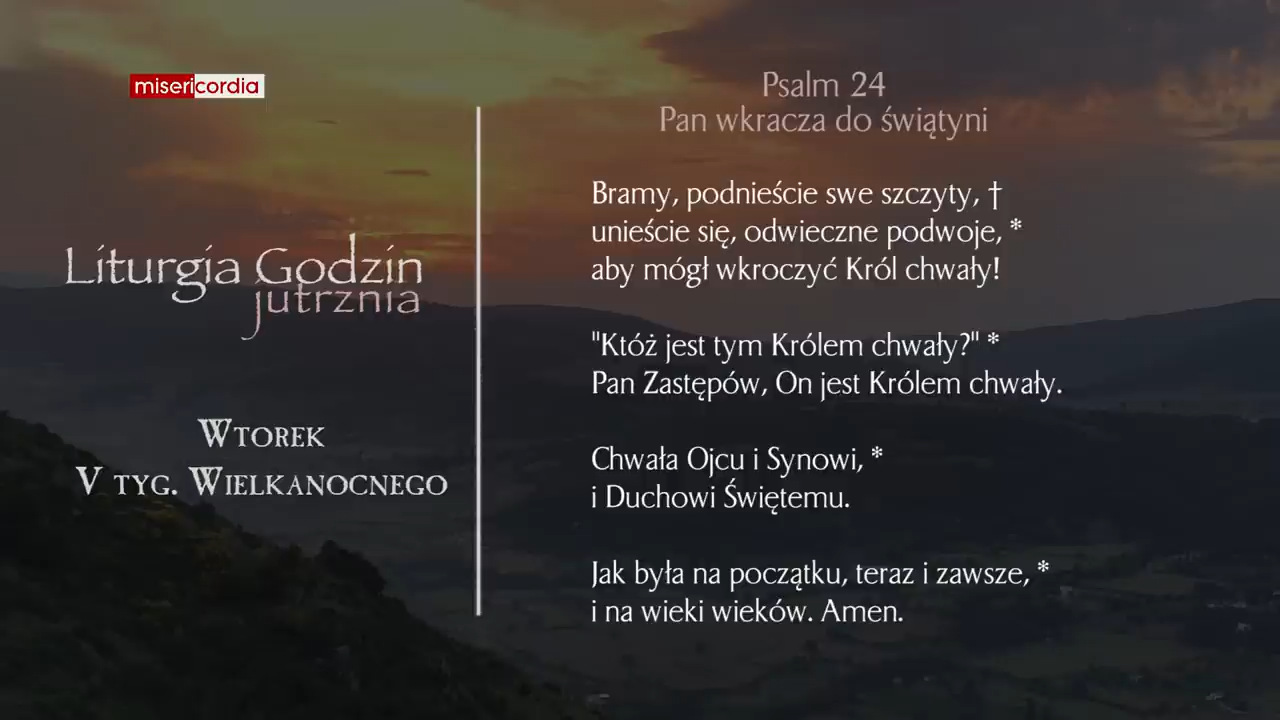 misericordia
Liturgia Godzin
jutrznia
Wtorek
V tyg. Wielkanocnego
Psalm 24
Pan wkracza do świątyni
Bramy, podnieście swe szczyty, †
unieście się, odwieczne podwoje, *
aby mógł wkroczyć Król chwały!
"Któż jest tym Królem chwały?" *
Pan Zastępów, On jest Królem chwały.
Chwała Ojcu i Synowi, *
i Duchowi Świętemu.
Jak była na początku, teraz i zawsze, *
i na wieki wieków. Amen.